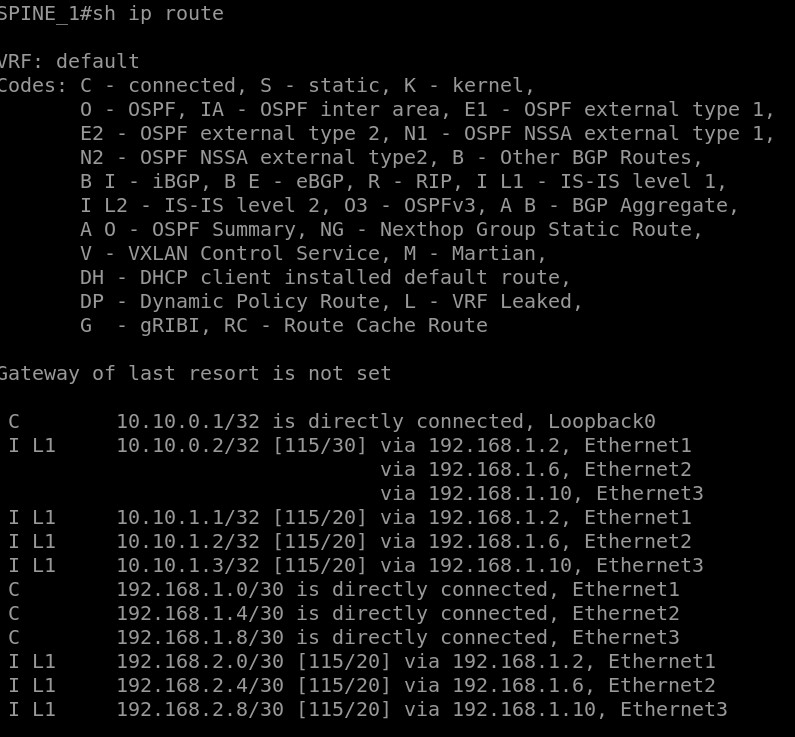 SPINE_1#sh ip route

VRF: default
Codes: C - connected, S - static, K - kernel,
       O - OSPF, IA - OSPF inter area, E1 - OSPF external type 1,
       E2 - OSPF external type 2, N1 - OSPF NSSA external type 1,
       N2 - OSPF NSSA external type2, B - Other BGP Routes,
       B I - iBGP, B E - eBGP, R - RIP, I L1 - IS-IS level 1,
       I L2 - IS-IS level 2, O3 - OSPFv3, A B - BGP Aggregate,
       A O - OSPF Summary, NG - Nexthop Group Static Route,
       V - VXLAN Control Service, M - Martian,
       DH - DHCP client installed default route,
       DP - Dynamic Policy Route, L - VRF Leaked,
       G  - gRIBI, RC - Route Cache Route

Gateway of last resort is not set

 C        10.10.0.1/32 is directly connected, Loopback0
 I L1     10.10.0.2/32 [115/30] via 192.168.1.2, Ethernet1
                                via 192.168.1.6, Ethernet2
                                via 192.168.1.10, Ethernet3
 I L1     10.10.1.1/32 [115/20] via 192.168.1.2, Ethernet1
 I L1     10.10.1.2/32 [115/20] via 192.168.1.6, Ethernet2
 I L1     10.10.1.3/32 [115/20] via 192.168.1.10, Ethernet3
 C        192.168.1.0/30 is directly connected, Ethernet1
 C        192.168.1.4/30 is directly connected, Ethernet2
 C        192.168.1.8/30 is directly connected, Ethernet3
 I L1     192.168.2.0/30 [115/20] via 192.168.1.2, Ethernet1
 I L1     192.168.2.4/30 [115/20] via 192.168.1.6, Ethernet2
 I L1     192.168.2.8/30 [115/20] via 192.168.1.10, Ethernet3